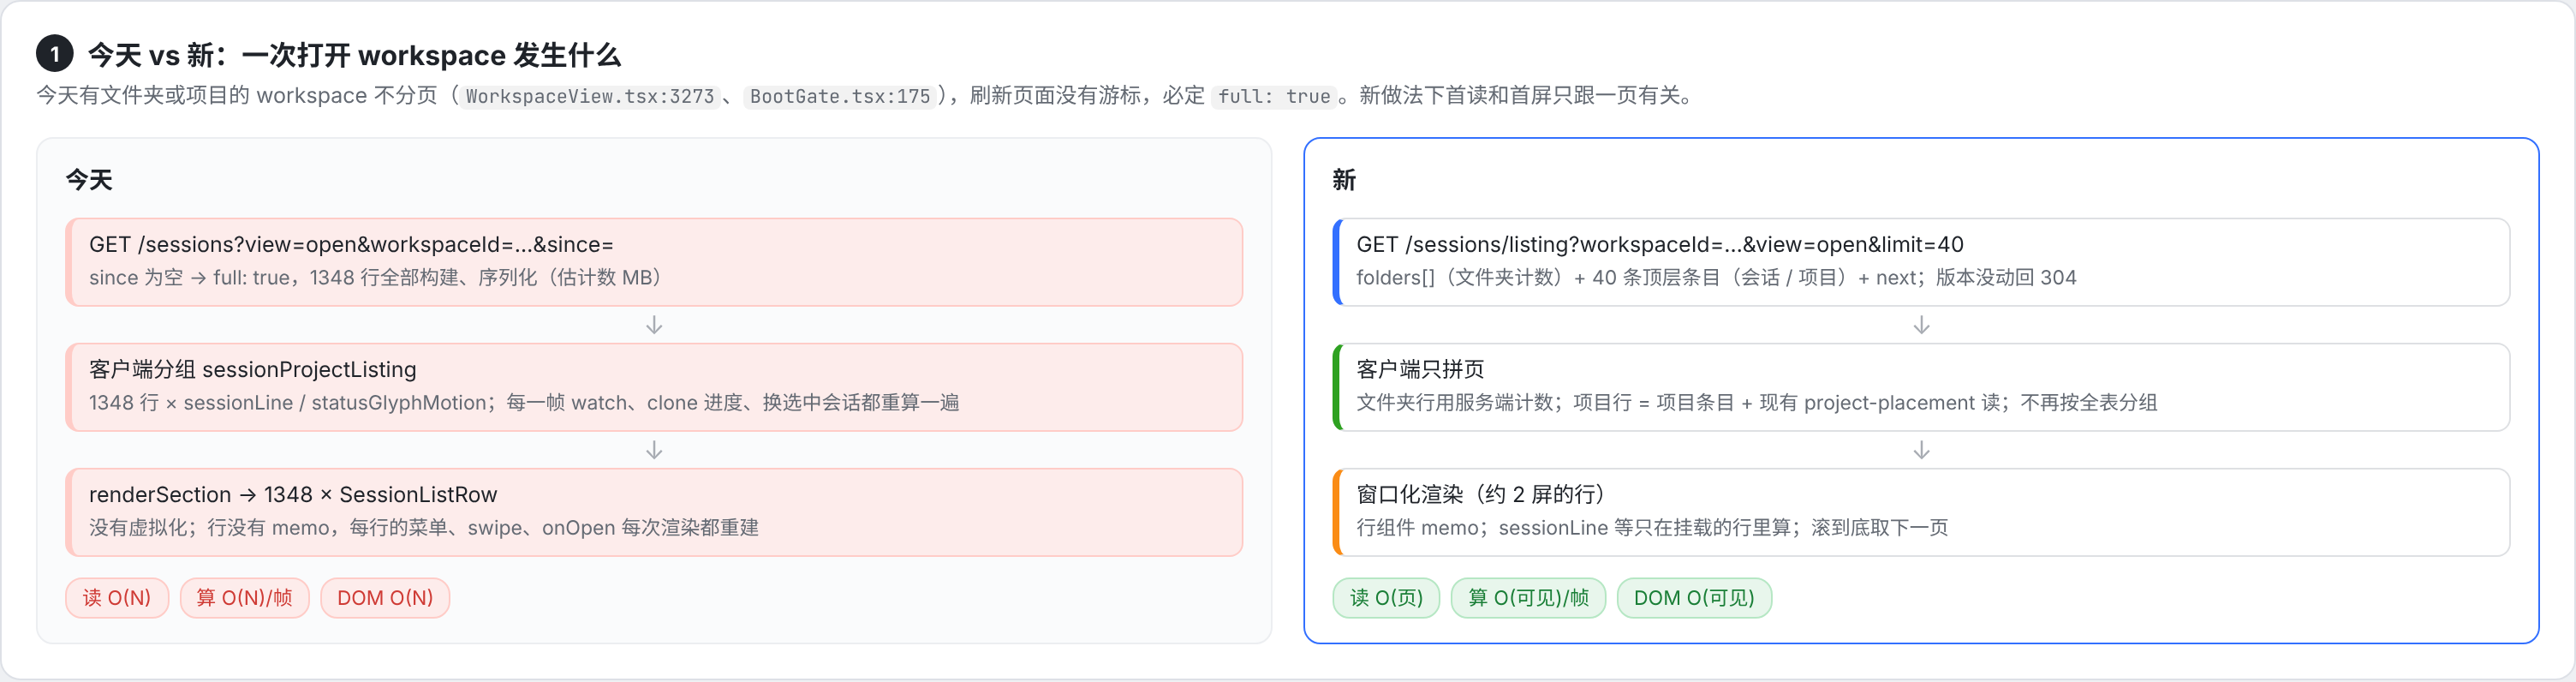 1 今天 vs 新：一次打开 workspace 发生什么
今天有文件夹或项目的 workspace 不分页（WorkspaceView.tsx:3273、BootGate.tsx:175），刷新页面没有游标，必定 full: true。新做法下首读和首屏只跟一页有关。
今天
GET /sessions?view=open&workspaceId=...&since=
since 为空 → full: true，1348 行全部构建、序列化（估计数 MB）
↓
客户端分组 sessionProjectListing
1348 行 × sessionLine / statusGlyphMotion；每一帧 watch、clone 进度、换选中会话都重算一遍
↓
renderSection → 1348 × SessionListRow
没有虚拟化；行没有 memo，每行的菜单、swipe、onOpen 每次渲染都重建
读 O(N) 算 O(N)/帧 DOM O(N)
新
GET /sessions/listing?workspaceId=...&view=open&limit=40
folders[]（文件夹计数）+ 40 条顶层条目（会话 / 项目）+ next；版本没动回 304
↓
客户端只拼页
文件夹行用服务端计数；项目行 = 项目条目 + 现有 project-placement 读；不再按全表分组
↓
窗口化渲染（约 2 屏的行）
行组件 memo；sessionLine 等只在挂载的行里算；滚到底取下一页
读 O(页) 算 O(可见)/帧 DOM O(可见)